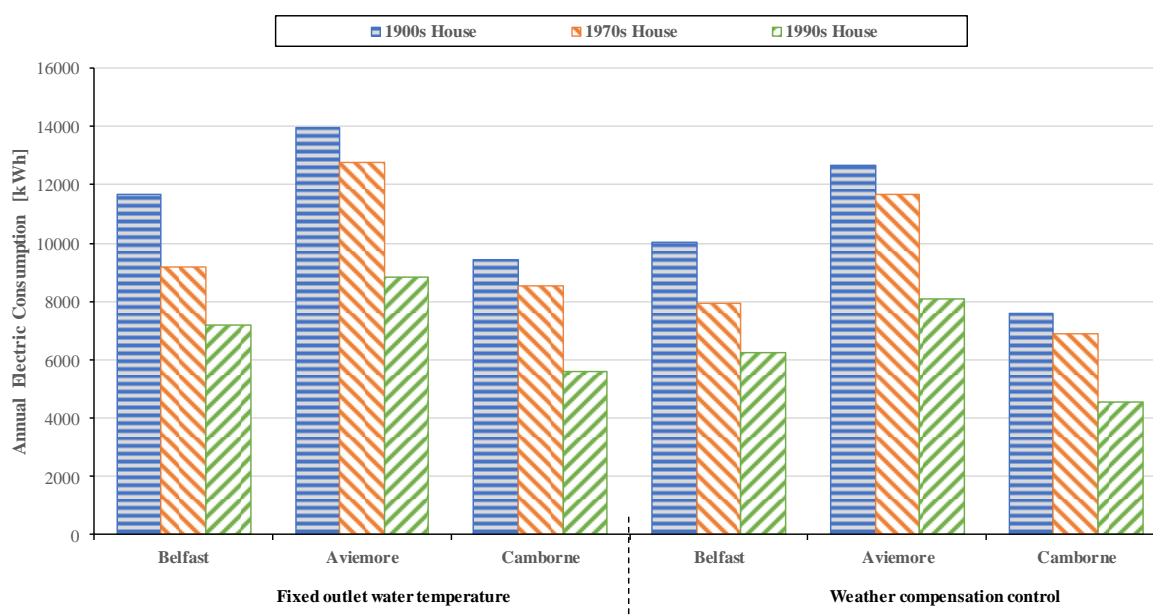 1900s House 1970s House 1990s House
16000
14000
12000
10000
8000
6000
4000
2000
0
Annual Electric Consumption [kWh]
Belfast Aviemore Camborne Belfast Aviemore Camborne
Fixed outlet water temperature Weather compensation control